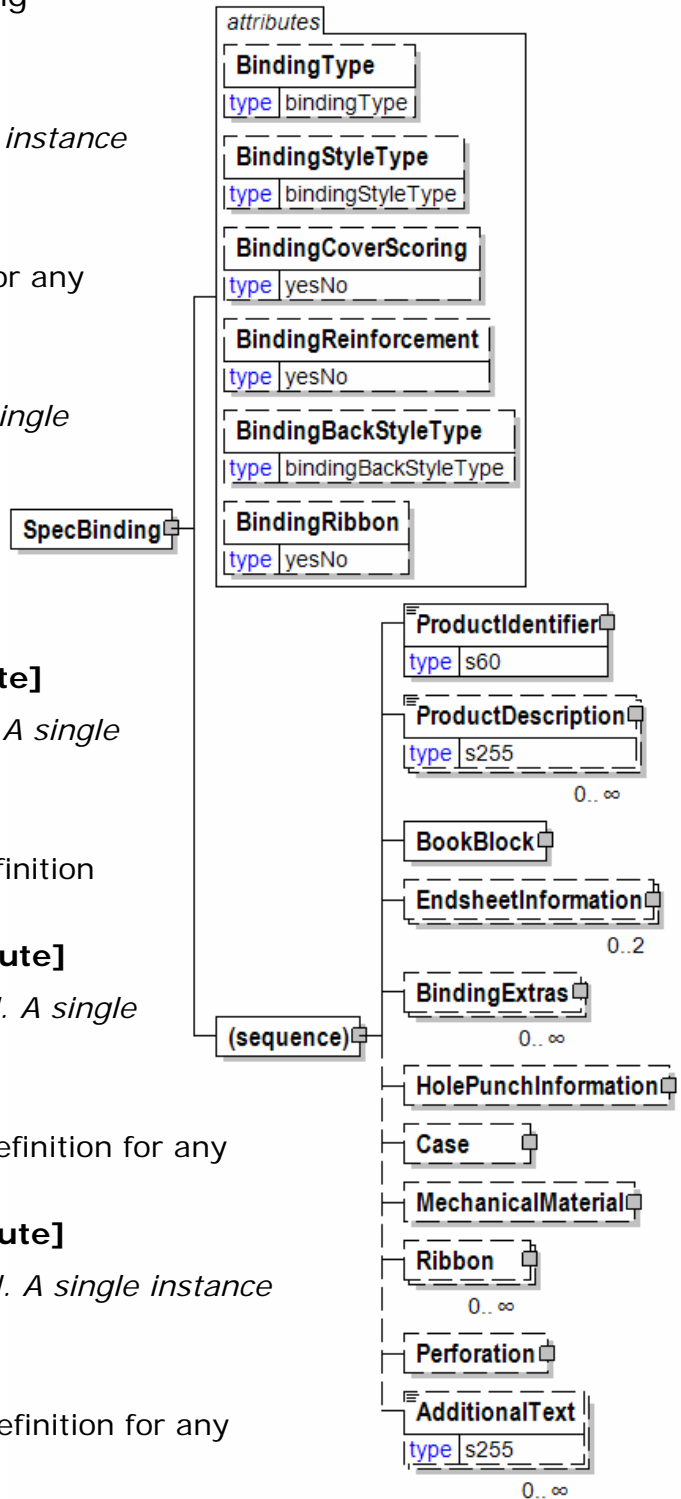 ng
attributes
BindingType
type bindingType
instance
BindingStyleType
type bindingStyleType
BindingCoverScoring
type yesNo
or any
BindingReinforcement
type yesNo
ingle
BindingBackStyleType
type bindingBackStyleType
BindingRibbon
type yesNo
SpecBinding
ProductIdentifier
type s60
te]
A single
ProductDescription
type s255
0.. ∞
BookBlock
finition
EndsheetInformation
0..2
ute]
l. A single
BindingExtras
0.. ∞
(sequence)
HolePunchInformation
efinition for any
Case
MechanicalMaterial
ute]
Ribbon
l. A single instance
0.. ∞
Perforation
efinition for any
AdditionalText
type s255
0.. ∞